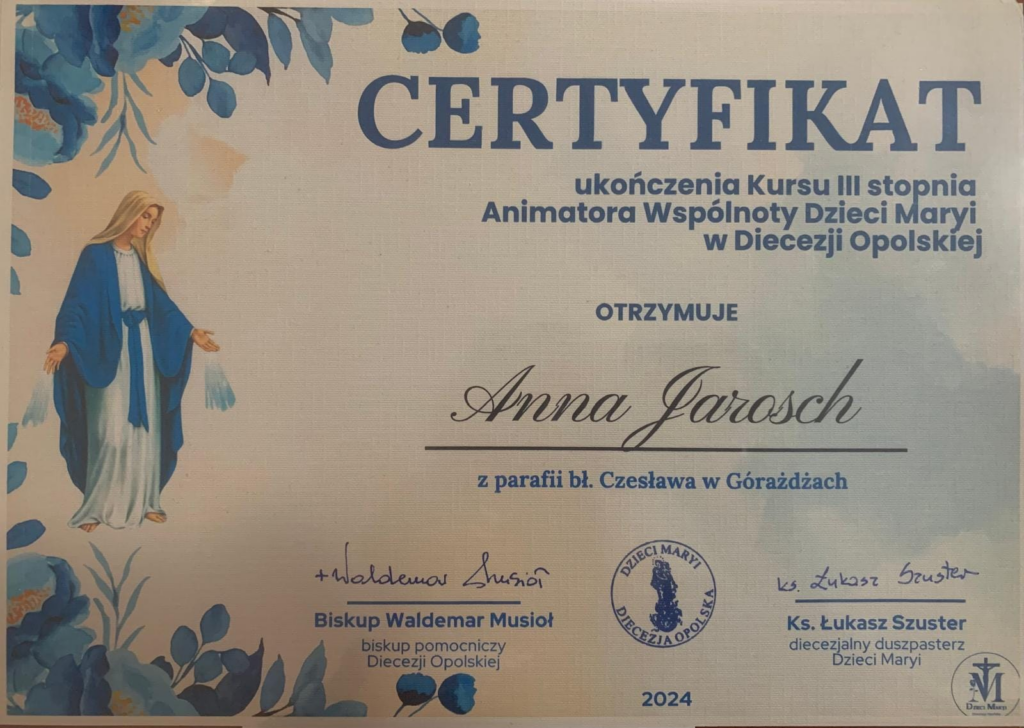 CERTYFIKAT
ukończenia Kursu III stopnia
Animatora Wspólnoty Dzieci Maryi
w Diecezji Opolskiej
OTRZYMUJE
Anna Jarosch
z parafii bł. Czesława w Górażdżach
+Waldemar Musioł
Biskup Waldemar Musioł
biskup pomocniczy
Diecezji Opolskiej
DZIECI MARYI
DIECEZJA OPOLSKA
ks. Łukasz Szuster
Ks. Łukasz Szuster
diecezjalny duszpasterz
Dzieci Maryi
2024
DZIECI MARYI